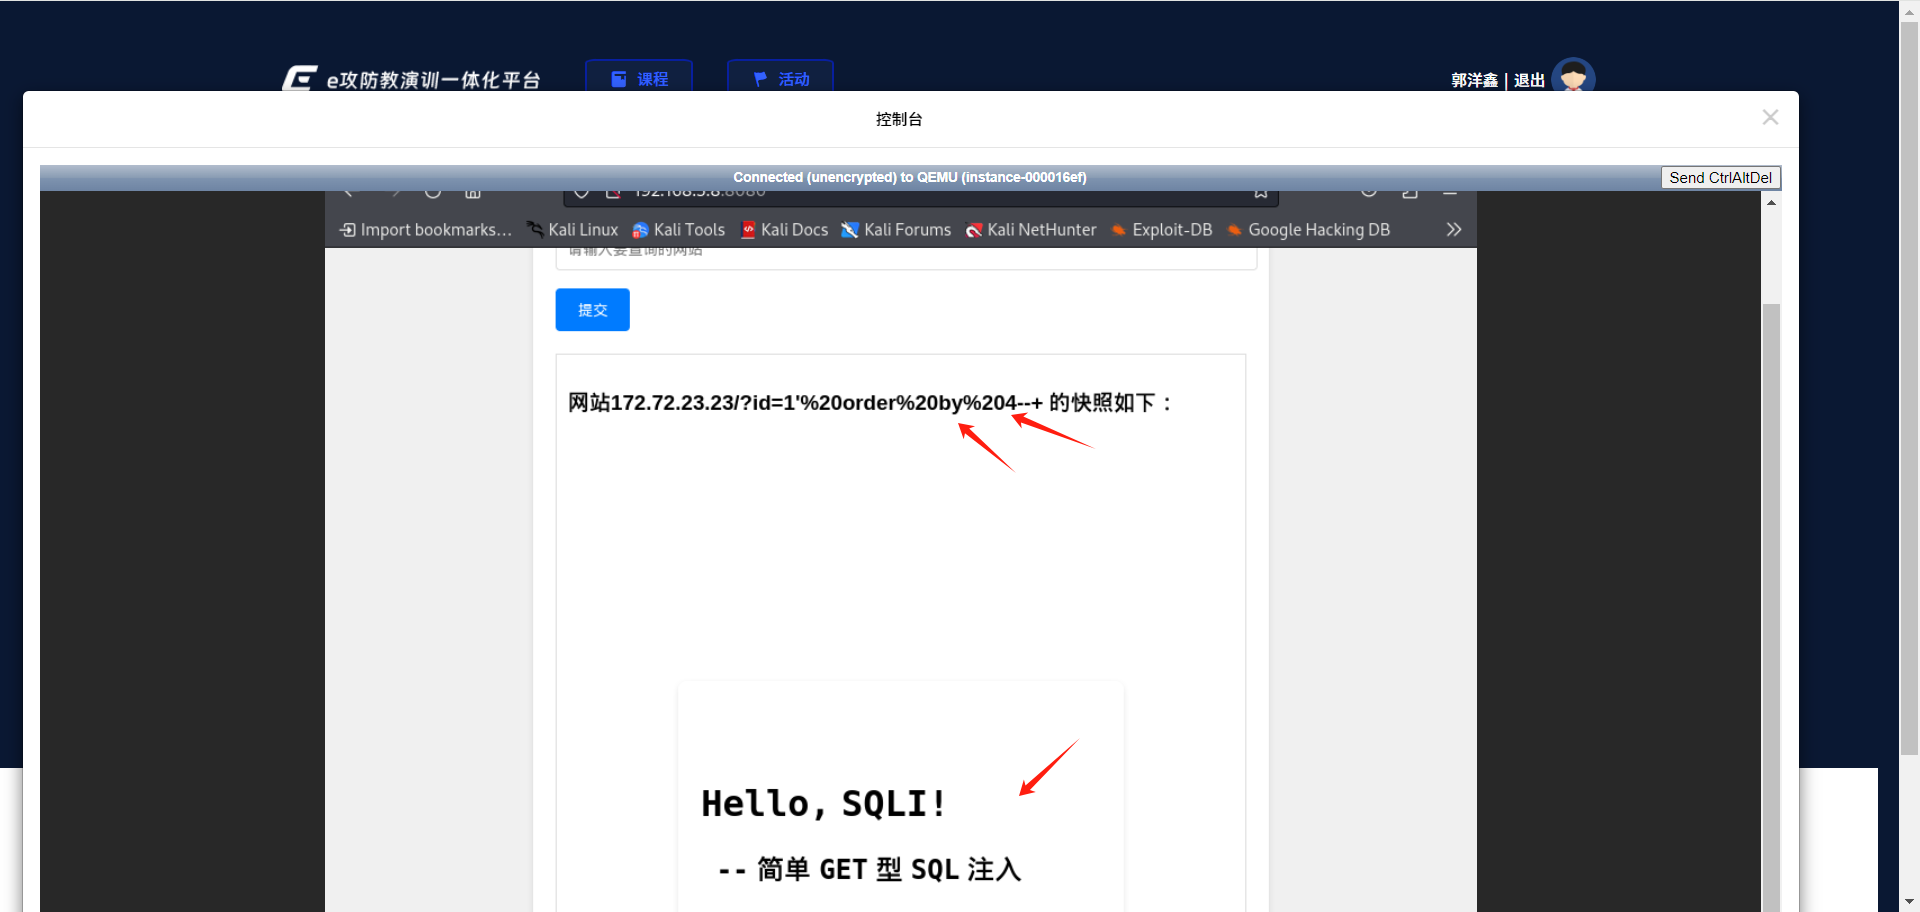 e攻防教演训一体化平台
课程
活动
郭洋鑫 | 退出
控制台
Connected (unencrypted) to QEMU (instance-000016ef)
Send CtrlAltDel
192.168.5.8:8080
Import bookmarks... Kali Linux Kali Tools Kali Docs Kali Forums Kali NetHunter Exploit-DB Google Hacking DB
请输入要查询的网站
提交
网站172.72.23.23/?id=1'%20order%20by%204--+ 的快照如下：
Hello, SQLI!
-- 简单 GET 型 SQL 注入